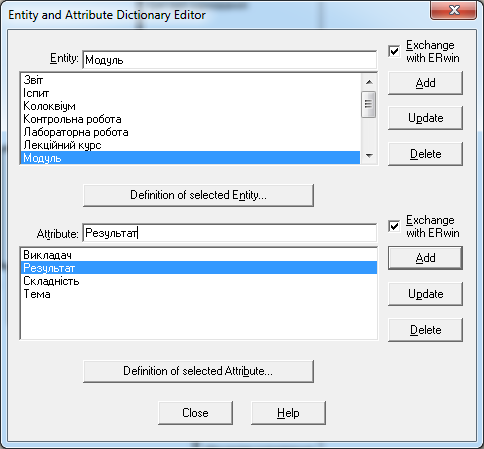 Entity and Attribute Dictionary Editor
Entity: Модуль
Exchange with ERwin
Звіт
Іспит
Колоквіум
Контрольна робота
Лабораторна робота
Лекційний курс
Модуль
Add
Update
Delete
Definition of selected Entity...
Attribute: Результат
Exchange with ERwin
Викладач
Результат
Складність
Тема
Add
Update
Delete
Definition of selected Attribute...
Close
Help